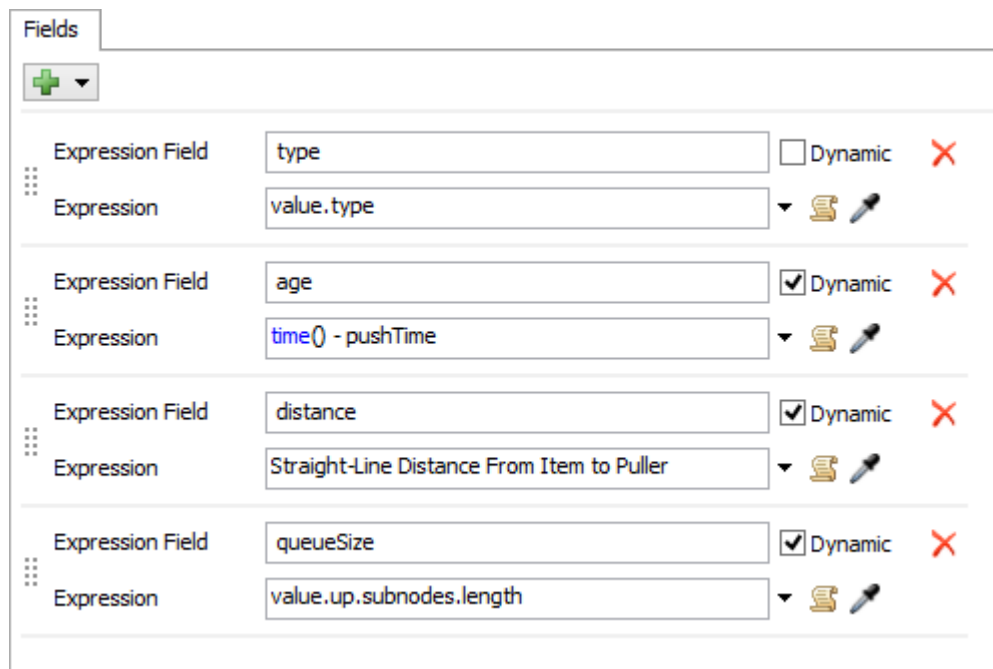 Fields
Expression Field type Dynamic
Expression value.type
Expression Field age Dynamic
Expression time() - pushTime
Expression Field distance Dynamic
Expression Straight-Line Distance From Item to Puller
Expression Field queueSize Dynamic
Expression value.up.subnodes.length